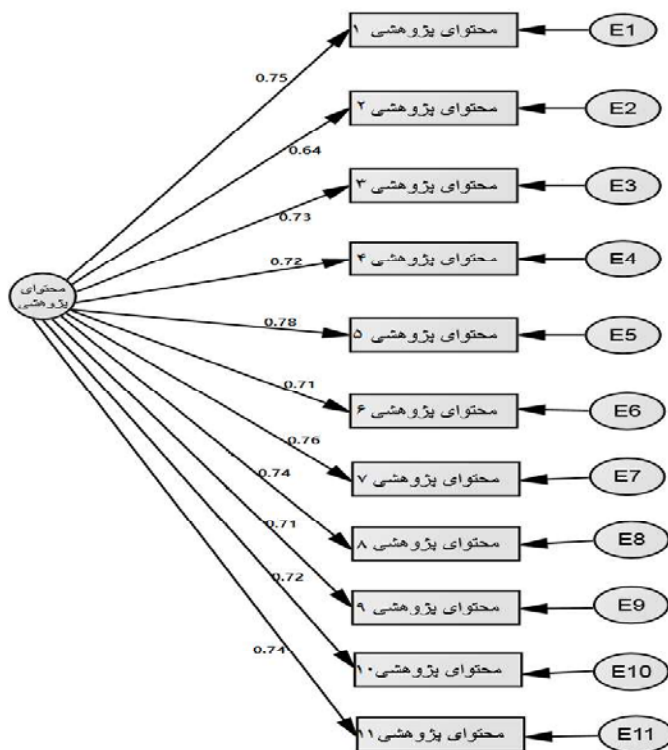 محتوای پژوهشی ۱
E1
0.75
محتوای پژوهشی ۲
E2
0.64
محتوای پژوهشی ۳
E3
0.73
محتوای پژوهشی ۴
E4
0.72
محتوای
پژوهشی
محتوای پژوهشی ۵
E5
0.78
محتوای پژوهشی ۶
E6
0.71
محتوای پژوهشی ۷
E7
0.76
محتوای پژوهشی ۸
E8
0.74
محتوای پژوهشی ۹
E9
0.71
محتوای پژوهشی ۱۰
E10
0.72
محتوای پژوهشی ۱۱
E11
0.74